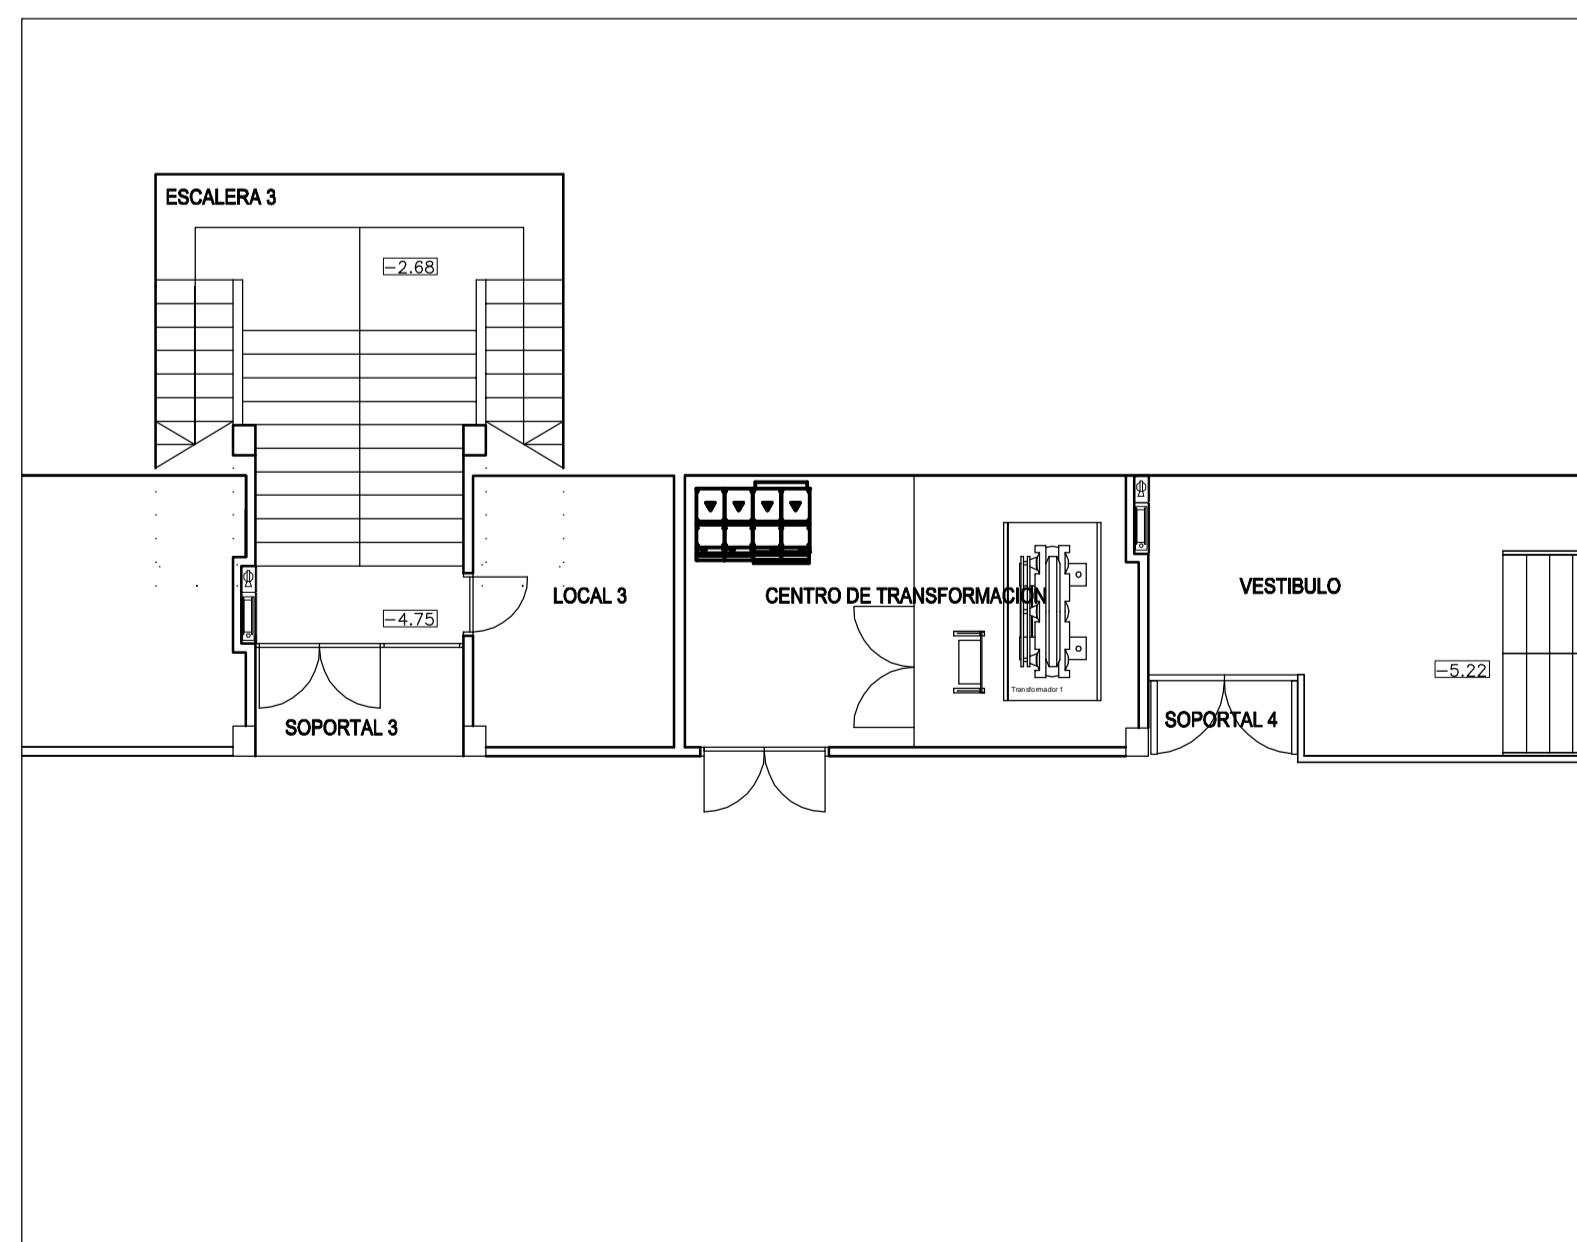 ESCALERA 3
-2.68
LOCAL 3
CENTRO DE TRANSFORMACIÓN
VESTIBULO
-4.75
-5.22
Transformador 1
SOPORTAL 3
SOPORTAL 4